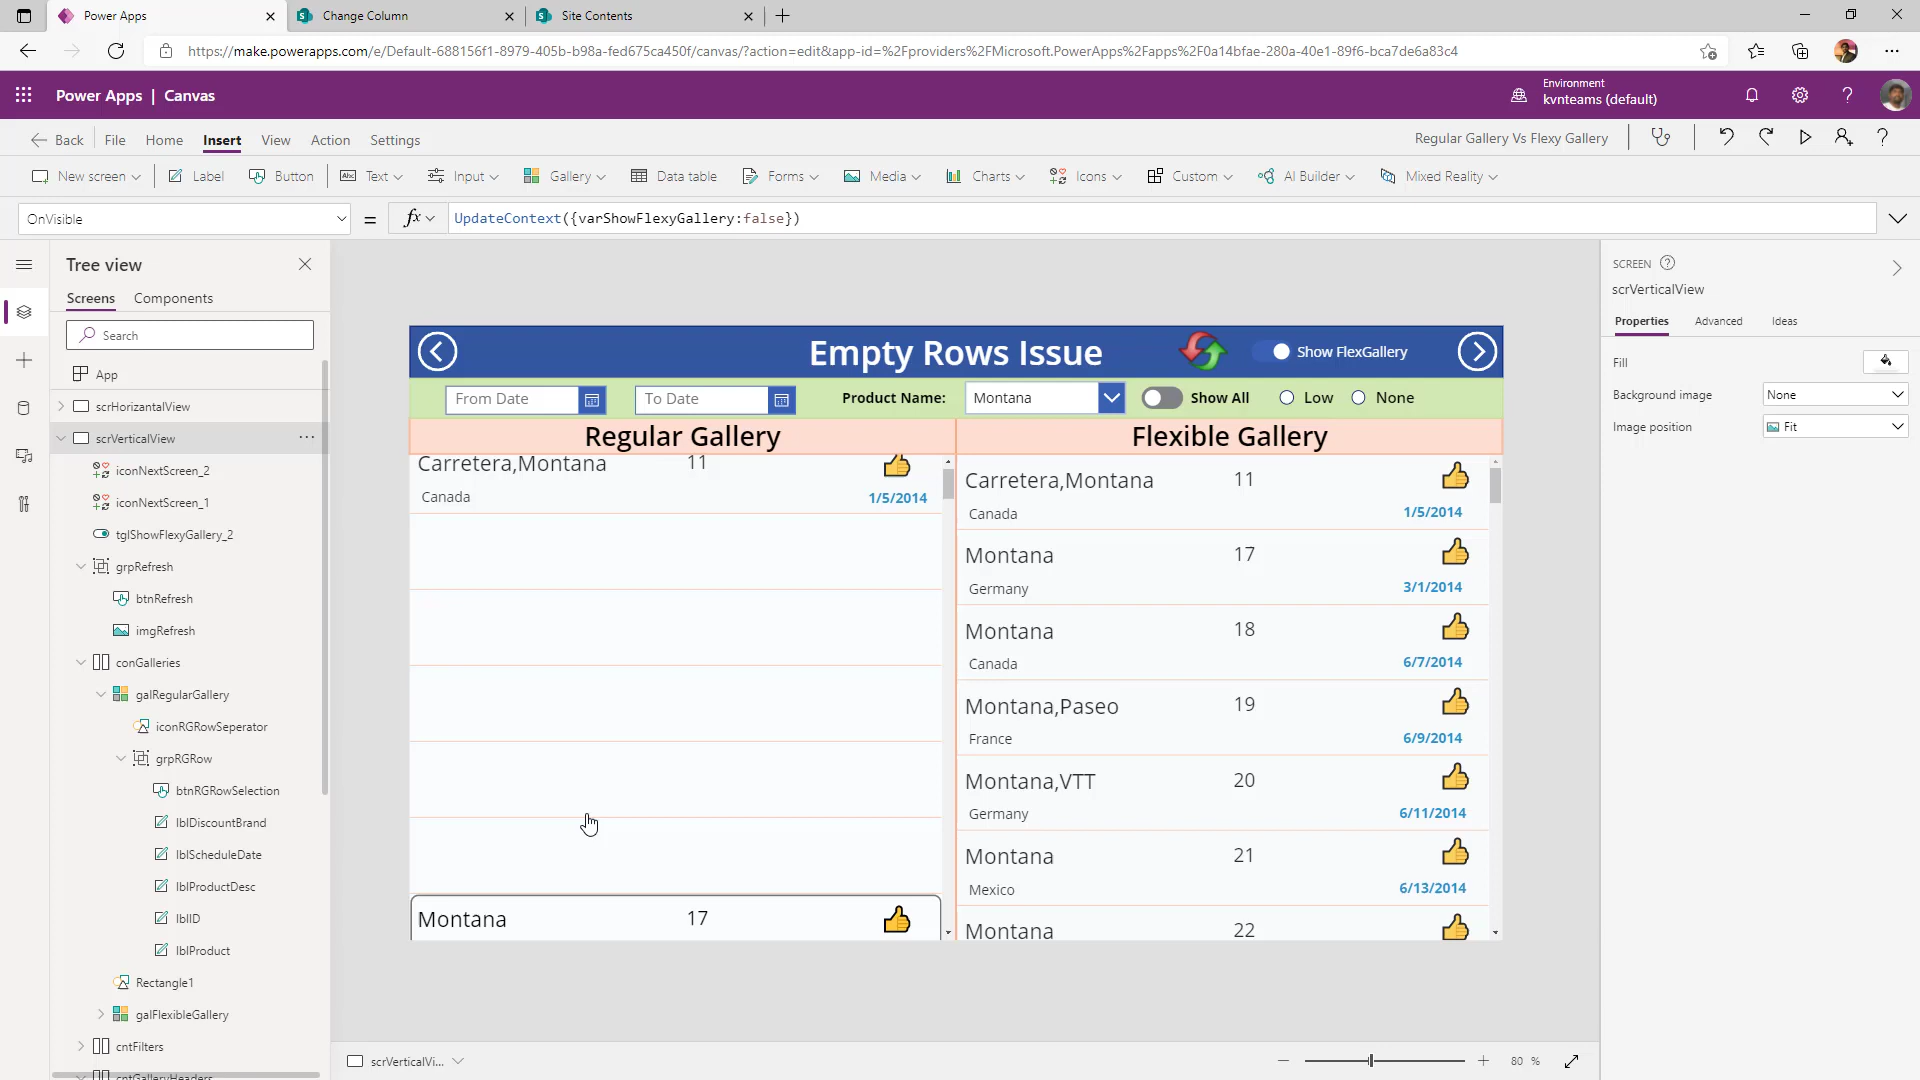 Power Apps
Change Column
Site Contents
https://make.powerapps.com/e/Default-688156f1-8979-405b-b98a-fed675ca450f/canvas/?action=edit&app-id=%2Fproviders%2FMicrosoft.PowerApps%2Fapps%2F0a14bfae-280a-40e1-89f6-bca7de6a83c4
Power Apps | Canvas
Environment
kvnteams (default)
Back
File
Home
Insert
View
Action
Settings
Regular Gallery Vs Flexy Gallery
New screen
Label
Button
Text
Input
Gallery
Data table
Forms
Media
Charts
Icons
Custom
AI Builder
Mixed Reality
OnVisible
=
fx
UpdateContext({varShowFlexyGallery:false})
Tree view
Screens
Components
Search
App
scrHorizantalView
scrVerticalView
iconNextScreen_2
iconNextScreen_1
tglShowFlexyGallery_2
grpRefresh
btnRefresh
imgRefresh
conGalleries
galRegularGallery
iconRGRowSeperator
grpRGRow
btnRGRowSelection
lblDiscountBrand
lblScheduleDate
lblProductDesc
lblID
lblProduct
Rectangle1
galFlexibleGallery
cntFilters
cntGalleryHeaders
Empty Rows Issue
Show FlexGallery
From Date
To Date
Product Name:
Montana
Show All
Low
None
Regular Gallery
Carretera,Montana 11
Canada 1/5/2014
Montana 17
Flexible Gallery
Carretera,Montana 11
Canada 1/5/2014
Montana 17
Germany 3/1/2014
Montana 18
Canada 6/7/2014
Montana,Paseo 19
France 6/9/2014
Montana,VTT 20
Germany 6/11/2014
Montana 21
Mexico 6/13/2014
Montana 22
scrVerticalVi...
80 %
SCREEN
scrVerticalView
Properties
Advanced
Ideas
Fill
Background image
None
Image position
Fit